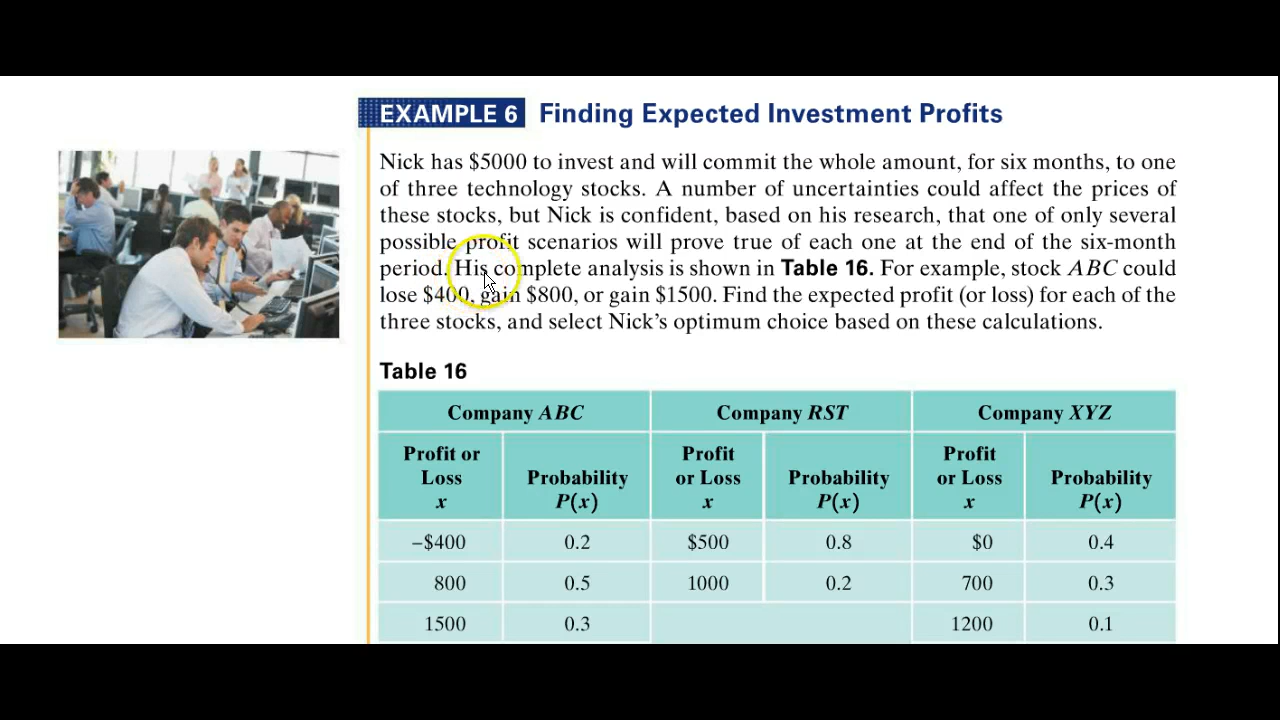 EXAMPLE 6 Finding Expected Investment Profits
Nick has $5000 to invest and will commit the whole amount, for six months, to one
of three technology stocks. A number of uncertainties could affect the prices of
these stocks, but Nick is confident, based on his research, that one of only several
possible profit scenarios will prove true of each one at the end of the six-month
period. His complete analysis is shown in Table 16. For example, stock ABC could
lose $400, gain $800, or gain $1500. Find the expected profit (or loss) for each of the
three stocks, and select Nick's optimum choice based on these calculations.
Table 16
Company ABC Company RST Company XYZ
Profit or Profit Profit
Loss Probability or Loss Probability or Loss Probability
x P(x) x P(x) x P(x)
–$400 0.2 $500 0.8 $0 0.4
800 0.5 1000 0.2 700 0.3
1500 0.3 1200 0.1